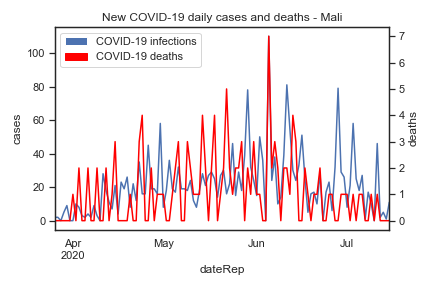 New COVID-19 daily cases and deaths - Mali
COVID-19 infections
COVID-19 deaths
100
80
60
40
20
0
cases
7
6
5
4
3
2
1
0
deaths
Apr
2020
May
Jun
Jul
dateRep